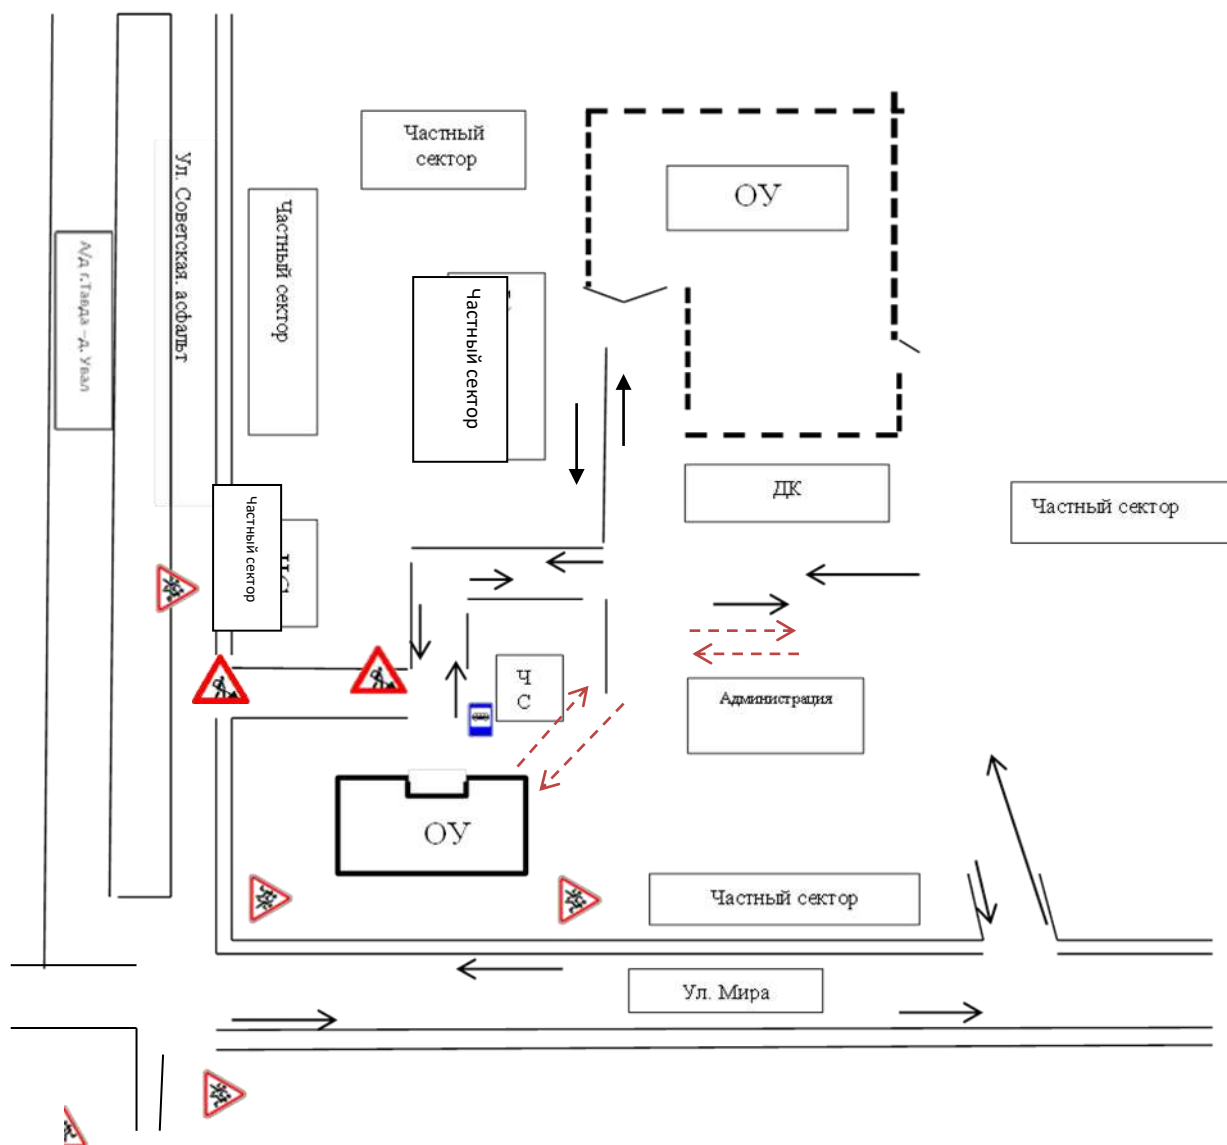 Частный
сектор
ОУ
Ул. Советская. асфальт
Частный сектор
А/д г.Тавда –д. Увал
Частный сектор
ДК
Частный сектор
Частный сектор
Ч
С
Администрация
ОУ
Частный сектор
Ул. Мира